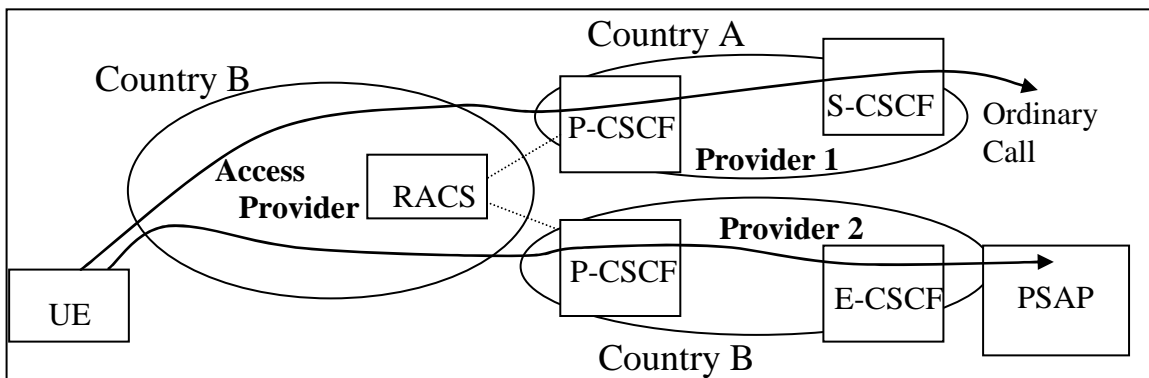 Country A
Country B
P-CSCF
S-CSCF
Ordinary
Call
Provider 1
Access
Provider
RACS
Provider 2
UE
P-CSCF
E-CSCF
PSAP
Country B